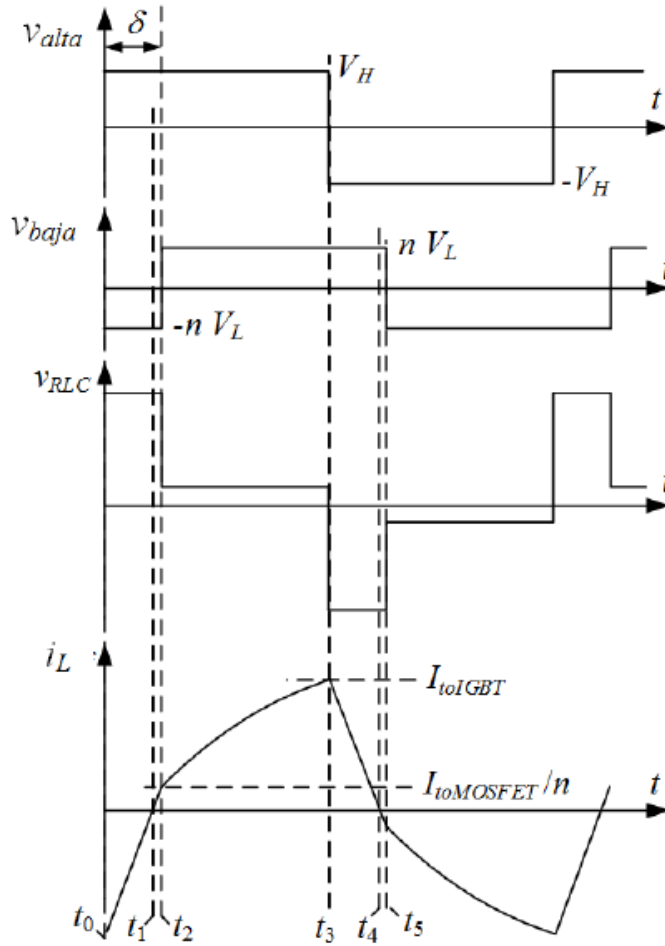 v_alta
δ
V_H
t
-V_H
v_baja
n V_L
t
-n V_L
v_RLC
t
i_L
I_toIGBT
I_toMOSFET/n
t
t_0 t_1 t_2 t_3 t_4 t_5